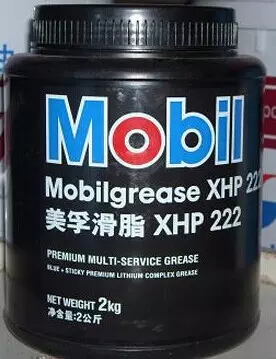 Mobil
Mobilgrease XHP 222
美孚滑脂 XHP 222
PREMIUM MULTI-SERVICE GREASE
BLUE • STICKY PREMIUM LITHIUM COMPLEX GREASE
NET WEIGHT 2kg
净含量:2公斤